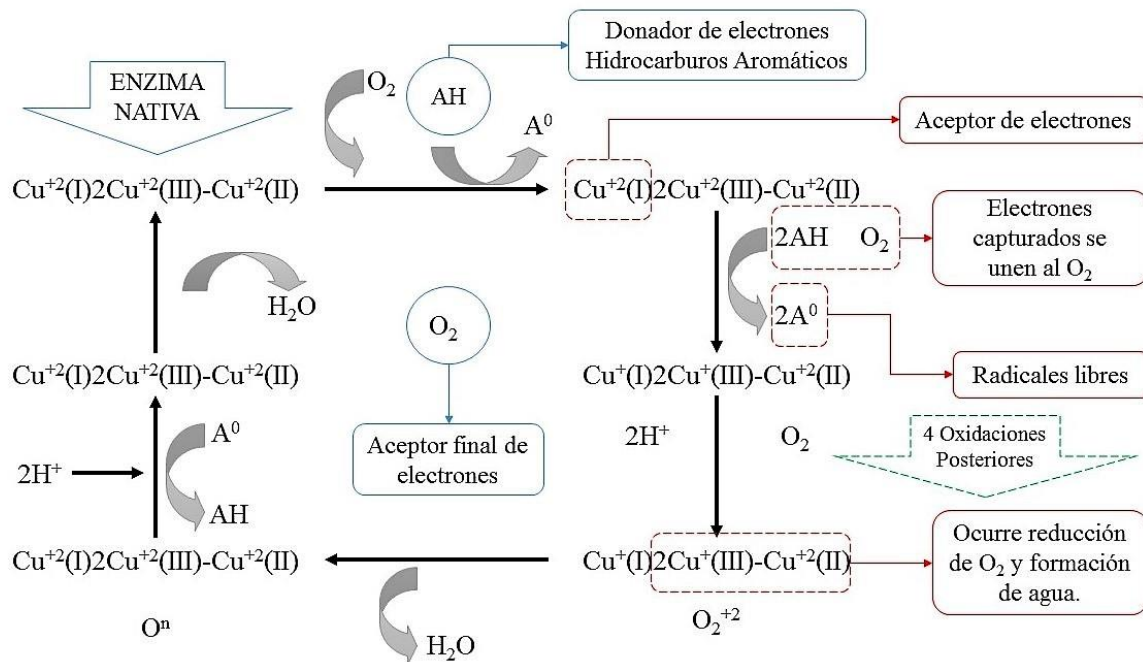 ENZIMA
NATIVA
O₂
AH
A⁰
Donador de electrones
Hidrocarburos Aromáticos
Aceptor de electrones
Cu⁺²(I)2Cu⁺²(III)-Cu⁺²(II)
Cu⁺²(I)2Cu⁺²(III)-Cu⁺²(II)
2AH O₂
Electrones
capturados se
unen al O₂
2A⁰
Radicales libres
H₂O
O₂
Aceptor final de
electrones
Cu⁺²(I)2Cu⁺²(III)-Cu⁺²(II)
Cu⁺(I)2Cu⁺(III)-Cu⁺²(II)
A⁰
2H⁺
AH
2H⁺ O₂
4 Oxidaciones
Posteriores
Cu⁺²(I)2Cu⁺²(III)-Cu⁺²(II)
Cu⁺(I)2Cu⁺(III)-Cu⁺²(II)
Ocurre reducción
de O₂ y formación
de agua.
Oⁿ
H₂O
O₂⁺²